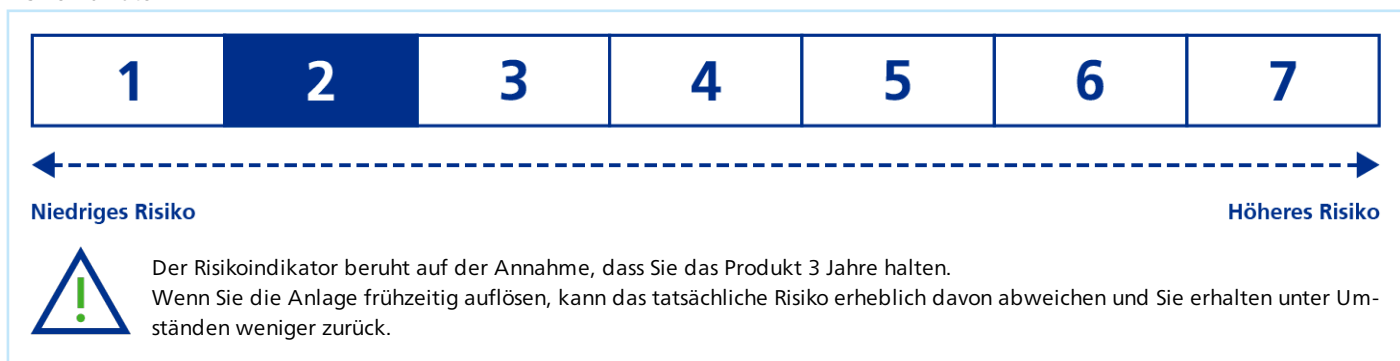 1 2 3 4 5 6 7
Niedriges Risiko Höheres Risiko
Der Risikoindikator beruht auf der Annahme, dass Sie das Produkt 3 Jahre halten.
Wenn Sie die Anlage frühzeitig auflösen, kann das tatsächliche Risiko erheblich davon abweichen und Sie erhalten unter Um-
ständen weniger zurück.